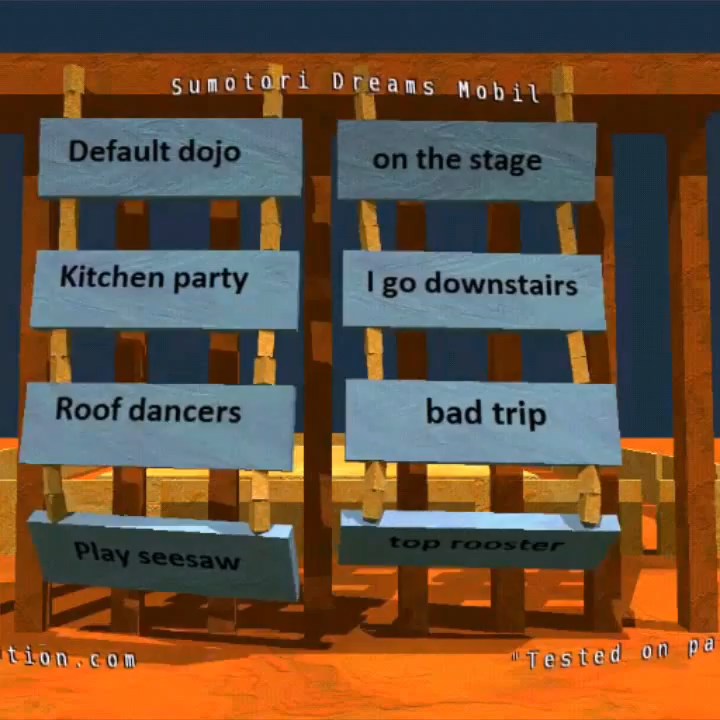 Sumotori Dreams Mobil
Default dojo
on the stage
Kitchen party
I go downstairs
Roof dancers
bad trip
Play seesaw
top rooster
tion.com
"Tested on pa